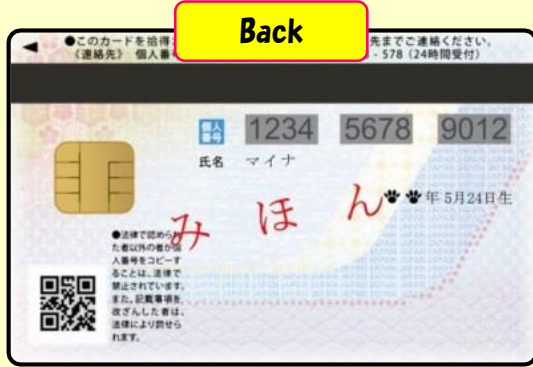 Back
●このカードを拾得 先までご連絡ください。
《連絡先》 個人番 - 578（24時間受付）
個人番号 1234 5678 9012
氏名 マイナ
みほん
年 5月24日生
●法律で認められ
た者以外の者が個
人番号をコピーす
ることは、法律で
禁止されています。
また、記載事項を
改ざんした者は、
法律により罰せら
れます。